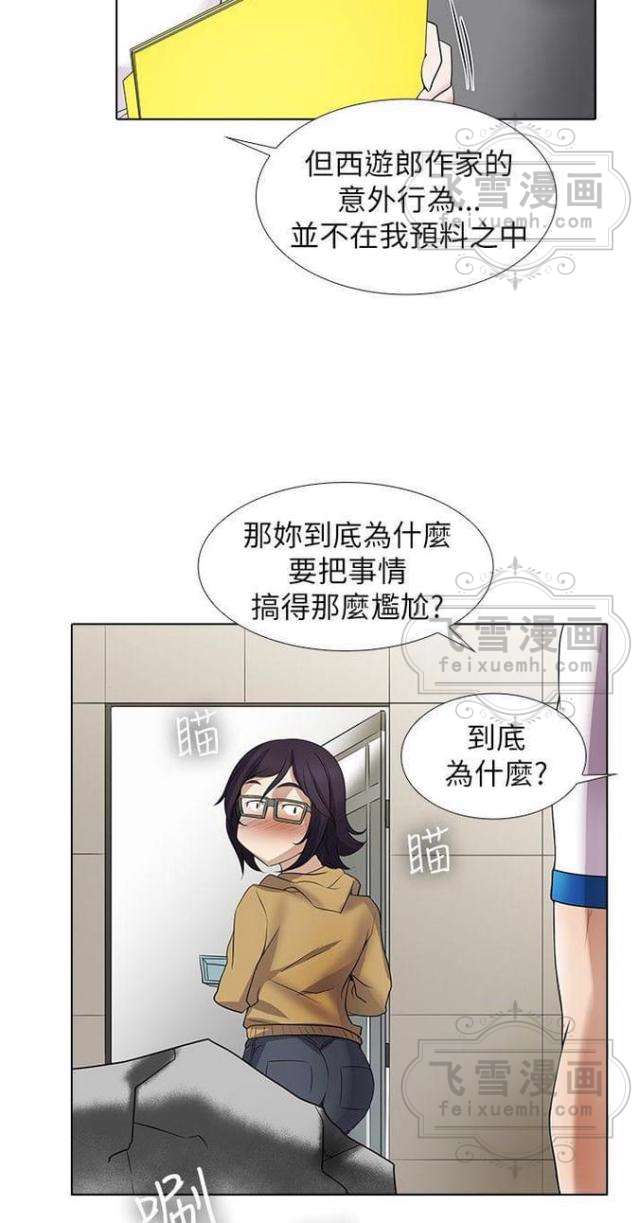 但西遊郎作家的
意外行為...
並不在我預料之中
飞雪漫画
feixuemh.com
那妳到底為什麼
要把事情
搞得那麼尷尬?
飞雪漫画
feixuemh.com
到底
為什麼?
瞄
瞄
飞雪漫画
feixuemh.com
唰